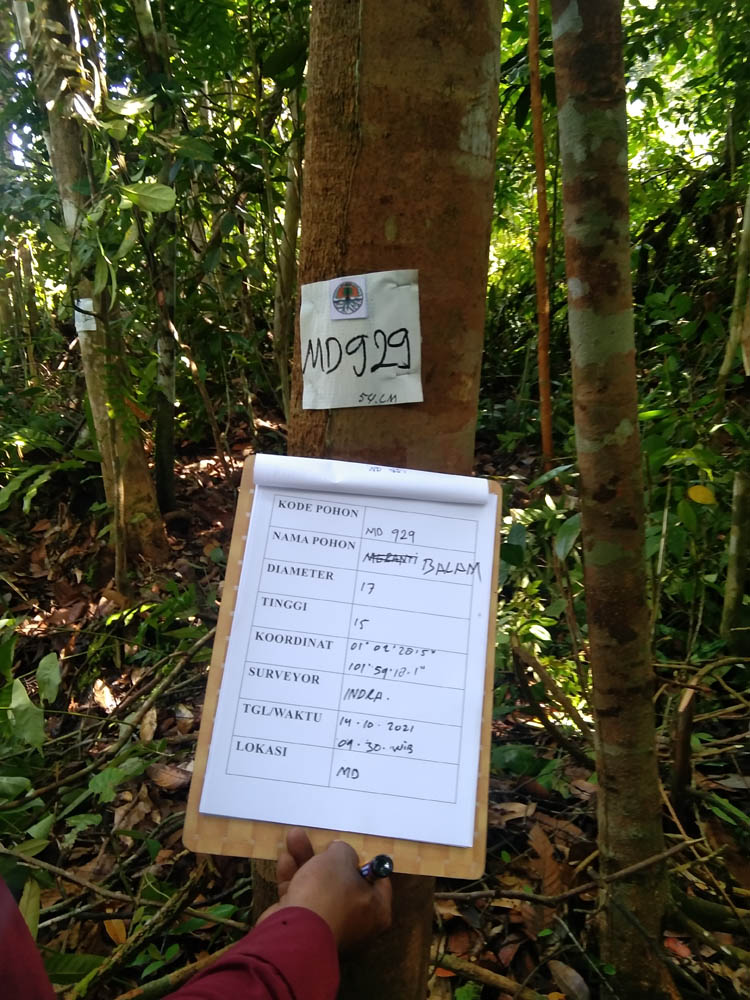 MD929
54.CM
KODE POHON MD 929
NAMA POHON MERANTI BALAM
DIAMETER 17
TINGGI 15
KOORDINAT 01° 02' 28.5"
101° 59' 18.1"
SURVEYOR INDRA.
TGL/WAKTU 14.10.2021
09.30.WIB
LOKASI MD